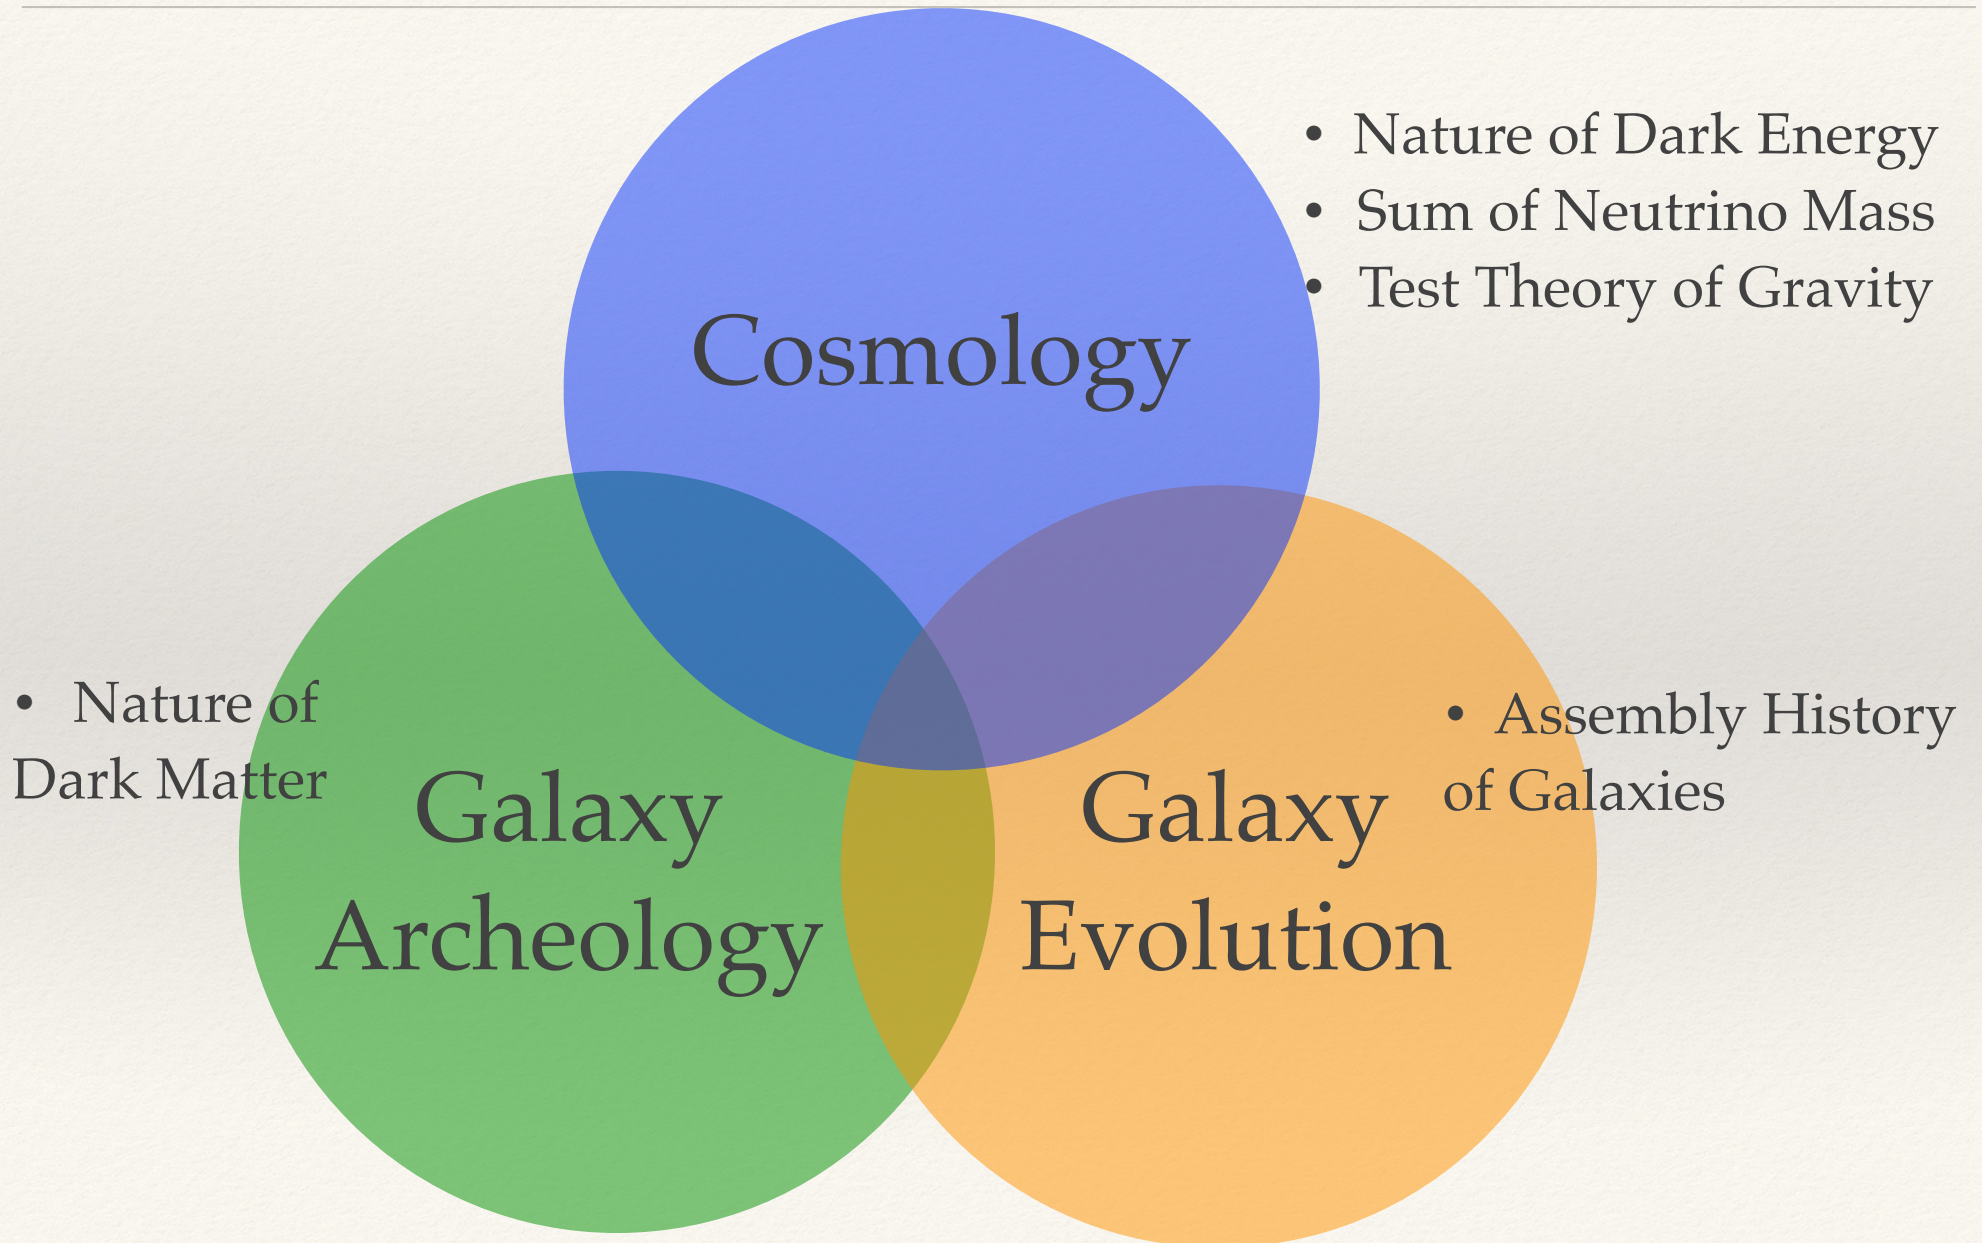 • Nature of Dark Energy
• Sum of Neutrino Mass
• Test Theory of Gravity
Cosmology
• Nature of
Dark Matter
Galaxy
Archeology
Galaxy
Evolution
• Assembly History
of Galaxies